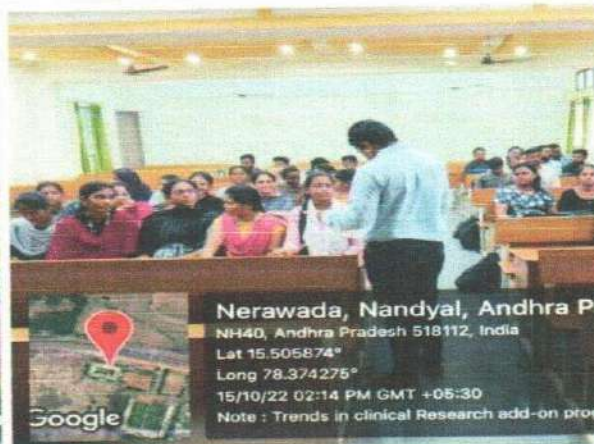 Nerawada, Nandyal, Andhra P
NH40, Andhra Pradesh 518112, India
Lat 15.505874°
Long 78.374275°
15/10/22 02:14 PM GMT +05:30
Note : Trends in clinical Research add-on pro
Google